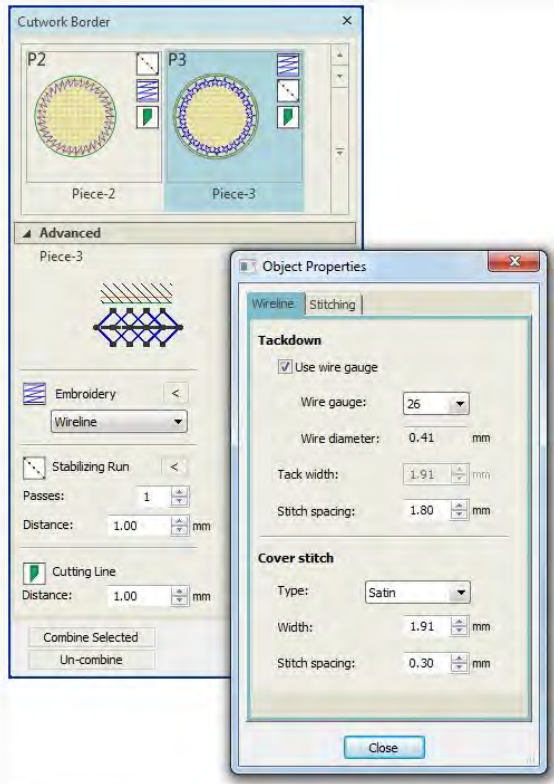 Cutwork Border
P2
P3
Piece-2
Piece-3
Advanced
Piece-3
Embroidery <
Wireline
Stabilizing Run <
Passes: 1
Distance: 1.00 mm
Cutting Line
Distance: 1.00 mm
Combine Selected
Un-combine
Object Properties
Wireline Stitching
Tackdown
Use wire gauge
Wire gauge: 26
Wire diameter: 0.41 mm
Tack width: 1.91 mm
Stitch spacing: 1.80 mm
Cover stitch
Type: Satin
Width: 1.91 mm
Stitch spacing: 0.30 mm
Close